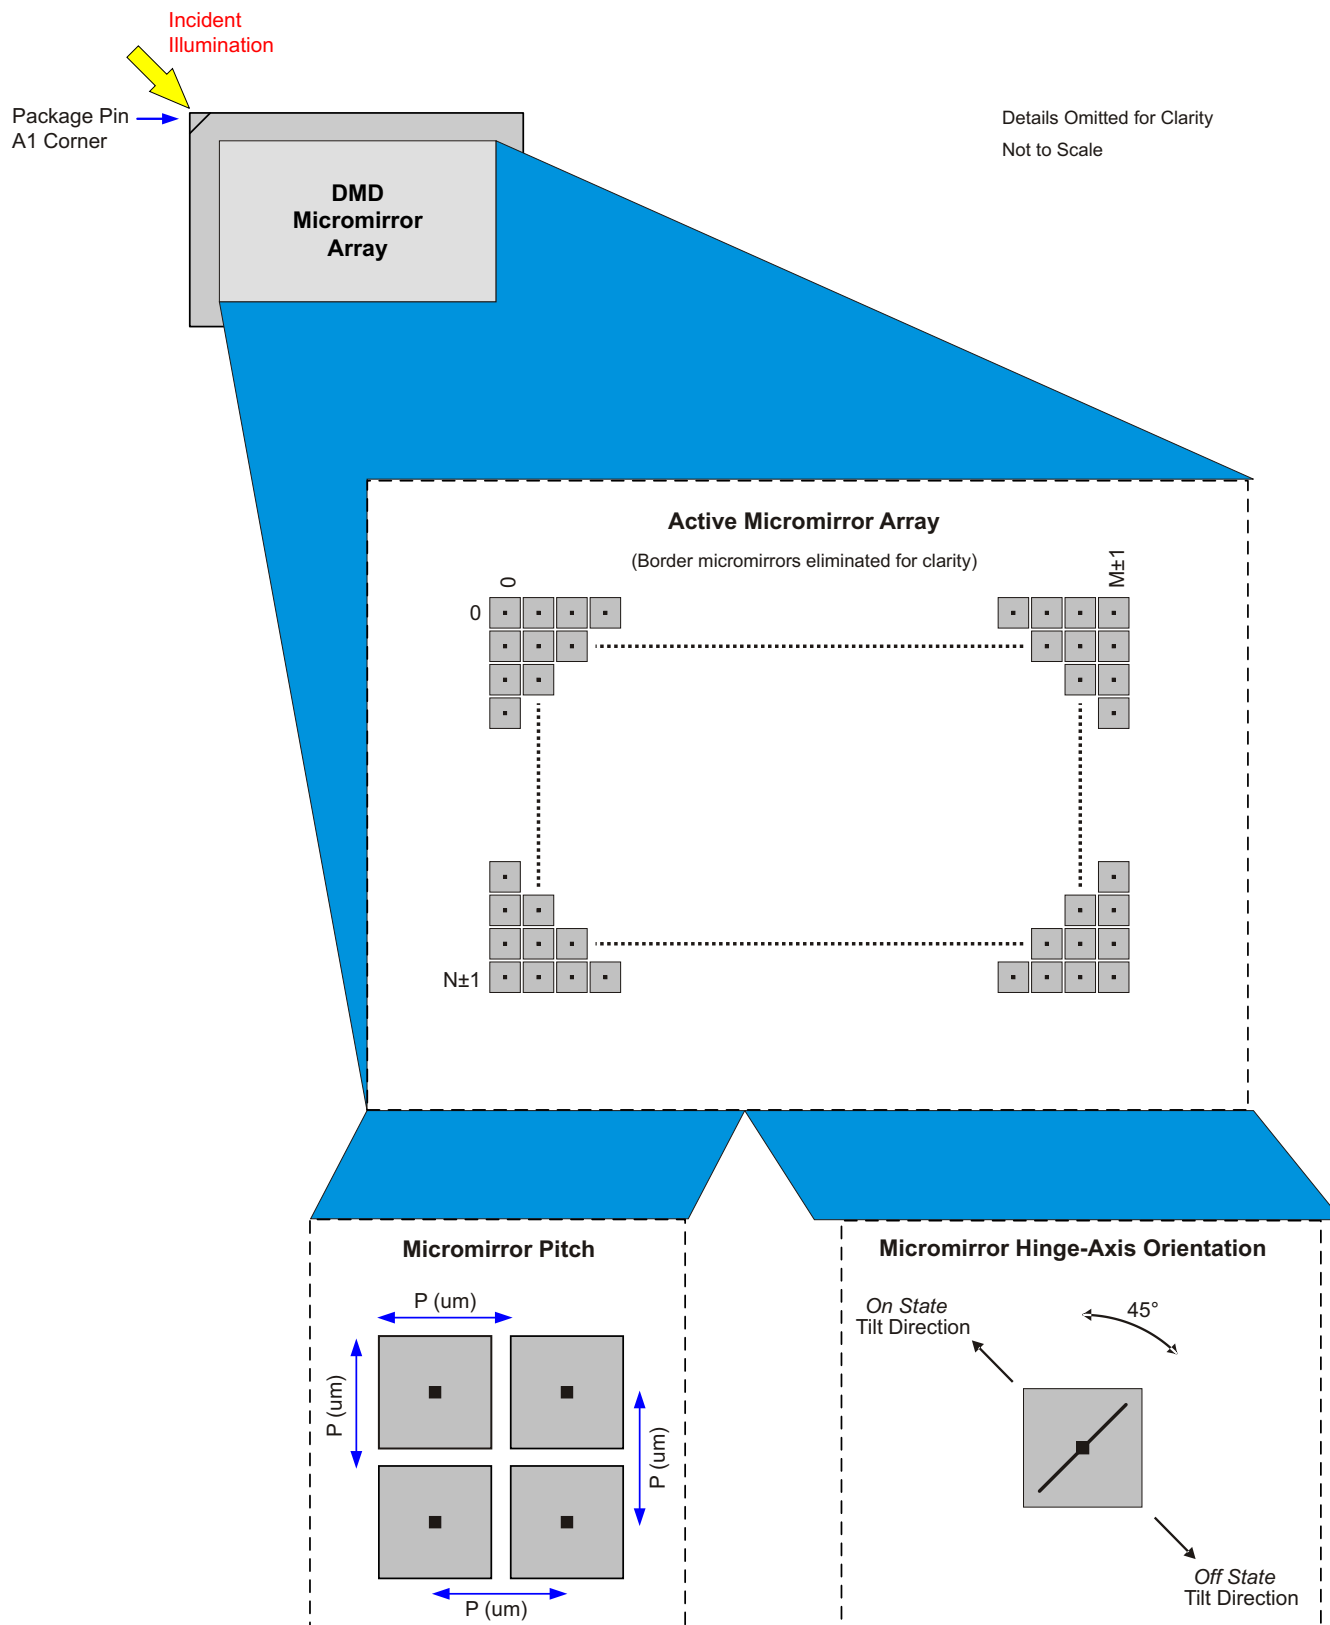 Incident
Illumination
Package Pin
A1 Corner
Details Omitted for Clarity
Not to Scale
DMD
Micromirror
Array
Active Micromirror Array
(Border micromirrors eliminated for clarity)
0
M±1
0
N±1
Micromirror Pitch
P (um)
P (um)
P (um)
P (um)
Micromirror Hinge-Axis Orientation
On State
Tilt Direction
45°
Off State
Tilt Direction